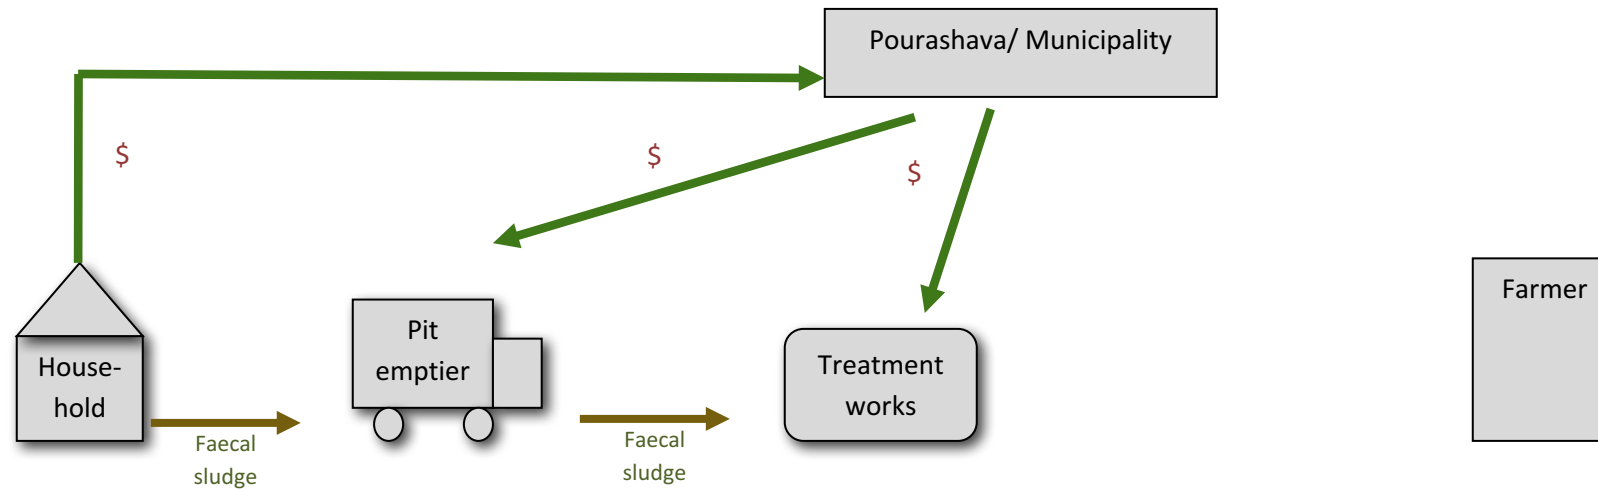 Pourashava/ Municipality
$
$
$
Farmer
Pit
emptier
House-
hold
Treatment
works
Faecal
sludge
Faecal
sludge